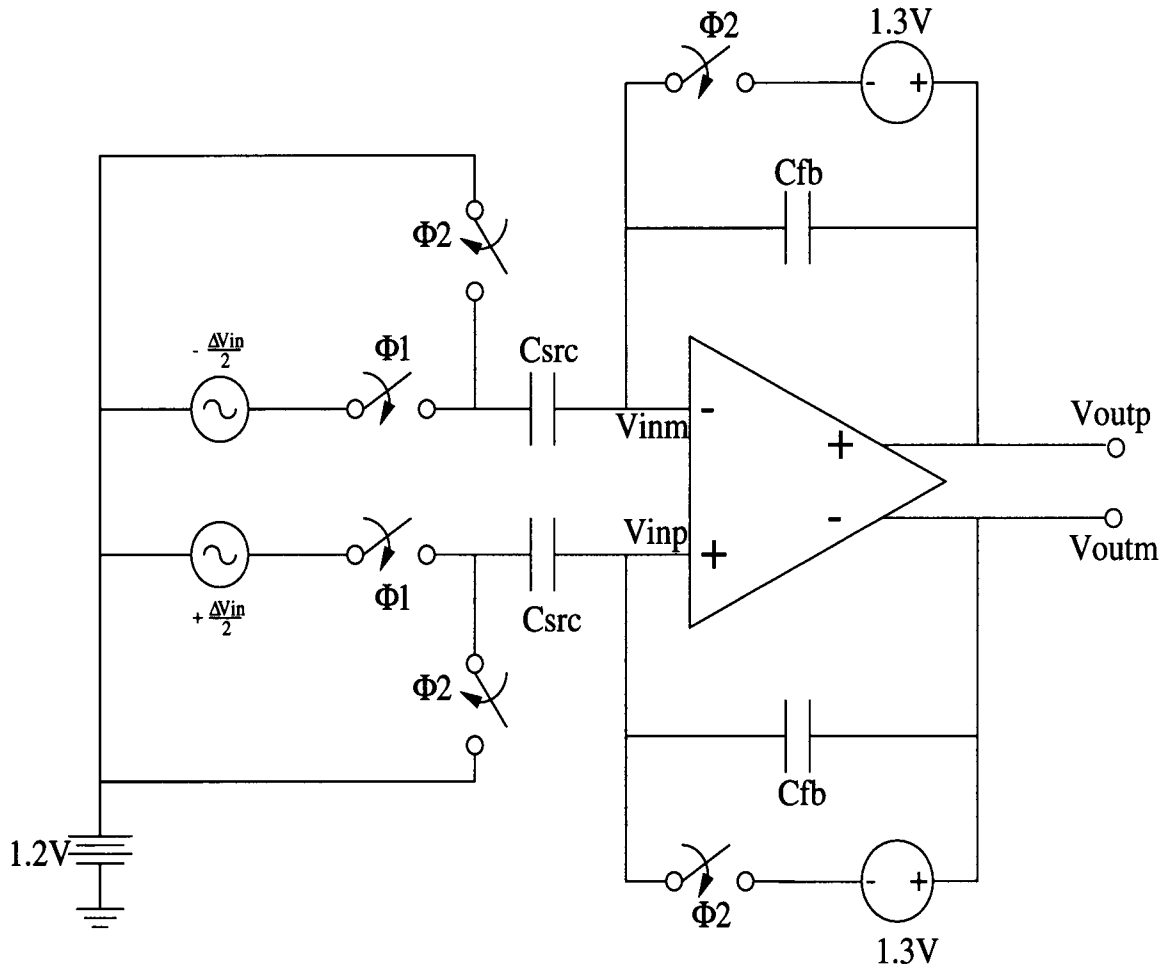 Φ2
1.3V
- +
Cfb
Φ2
- ΔVin
2
Φ1
Csrc
Vinm
-
+
Voutp
Vinp
+
-
Voutm
Φ1
+ ΔVin
2
Csrc
Φ2
Cfb
1.2V
- +
Φ2
1.3V